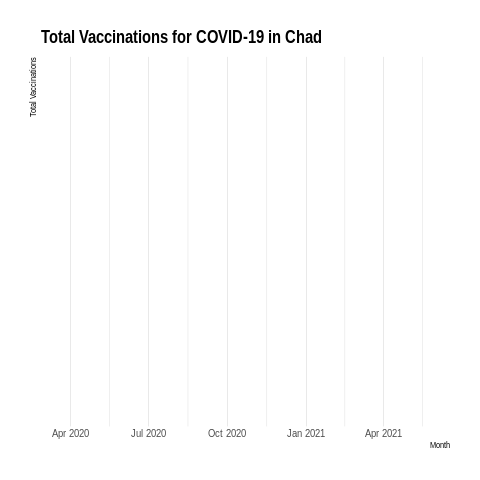 Total Vaccinations for COVID-19 in Chad
Total Vaccinations
Apr 2020
Jul 2020
Oct 2020
Jan 2021
Apr 2021
Month